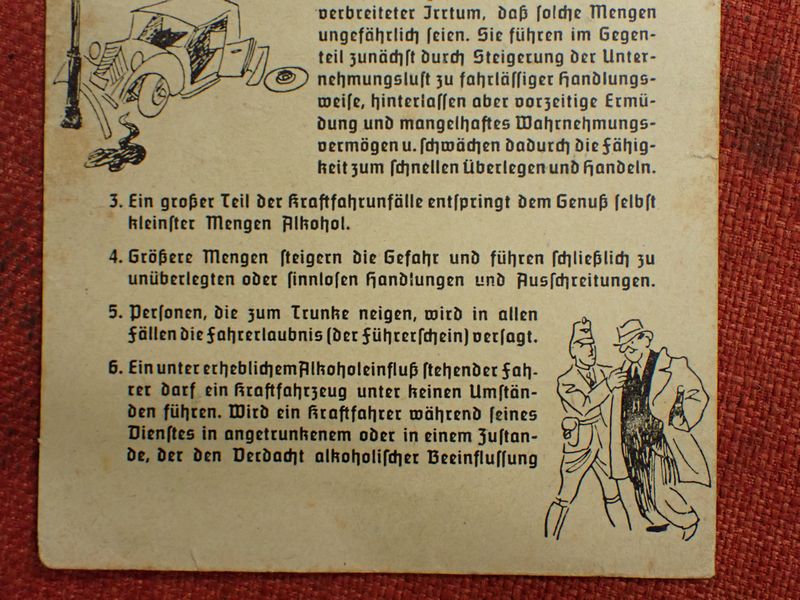 verbreiteter Irrtum, daß solche Mengen
ungefährlich seien. Sie führen im Gegen-
teil zunächst durch Steigerung der Unter-
nehmungslust zu fahrlässiger Handlungs-
weise, hinterlassen aber vorzeitige Ermü-
dung und mangelhaftes Wahrnehmungs-
vermögen u. schwächen dadurch die Fähig-
keit zum schnellen Überlegen und Handeln.
3. Ein großer Teil der Kraftfahrunfälle entspringt dem Genuß selbst
kleinster Mengen Alkohol.
4. Größere Mengen steigern die Gefahr und führen schließlich zu
unüberlegten oder sinnlosen Handlungen und Ausschreitungen.
5. Personen, die zum Trunke neigen, wird in allen
Fällen die Fahrerlaubnis (der Führerschein) versagt.
6. Ein unter erheblichem Alkoholeinfluß stehender Fah-
rer darf ein Kraftfahrzeug unter keinen Umstän-
den führen. Wird ein Kraftfahrer während seines
Dienstes in angetrunkenem oder in einem Zustan-
de, der den Verdacht alkoholischer Beeinflussung